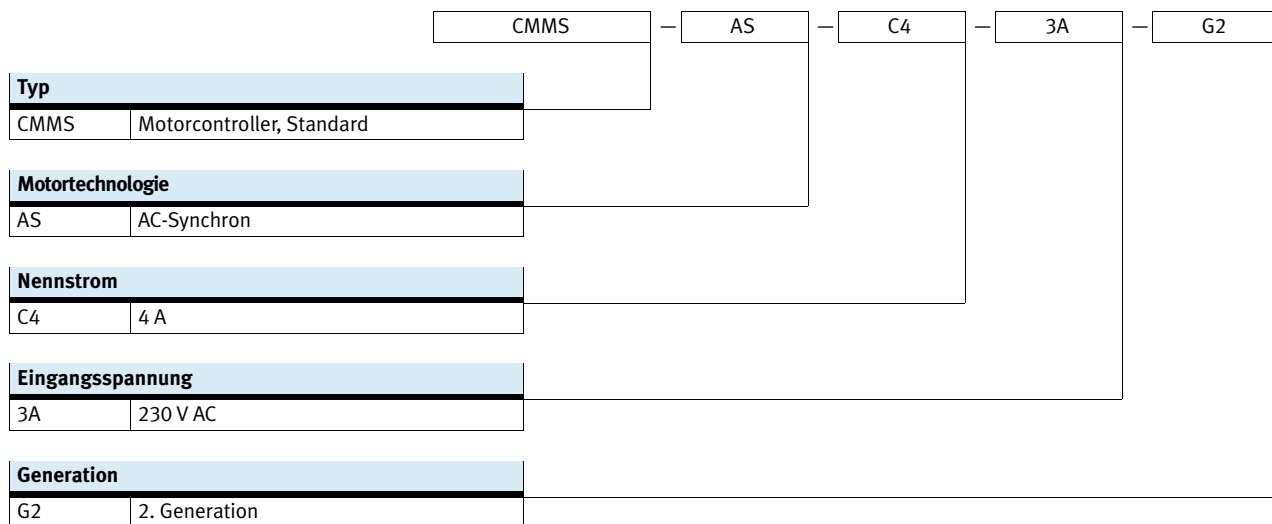 CMMS — AS — C4 — 3A — G2
Typ
CMMS Motorcontroller, Standard
Motortechnologie
AS AC-Synchron
Nennstrom
C4 4 A
Eingangsspannung
3A 230 V AC
Generation
G2 2. Generation